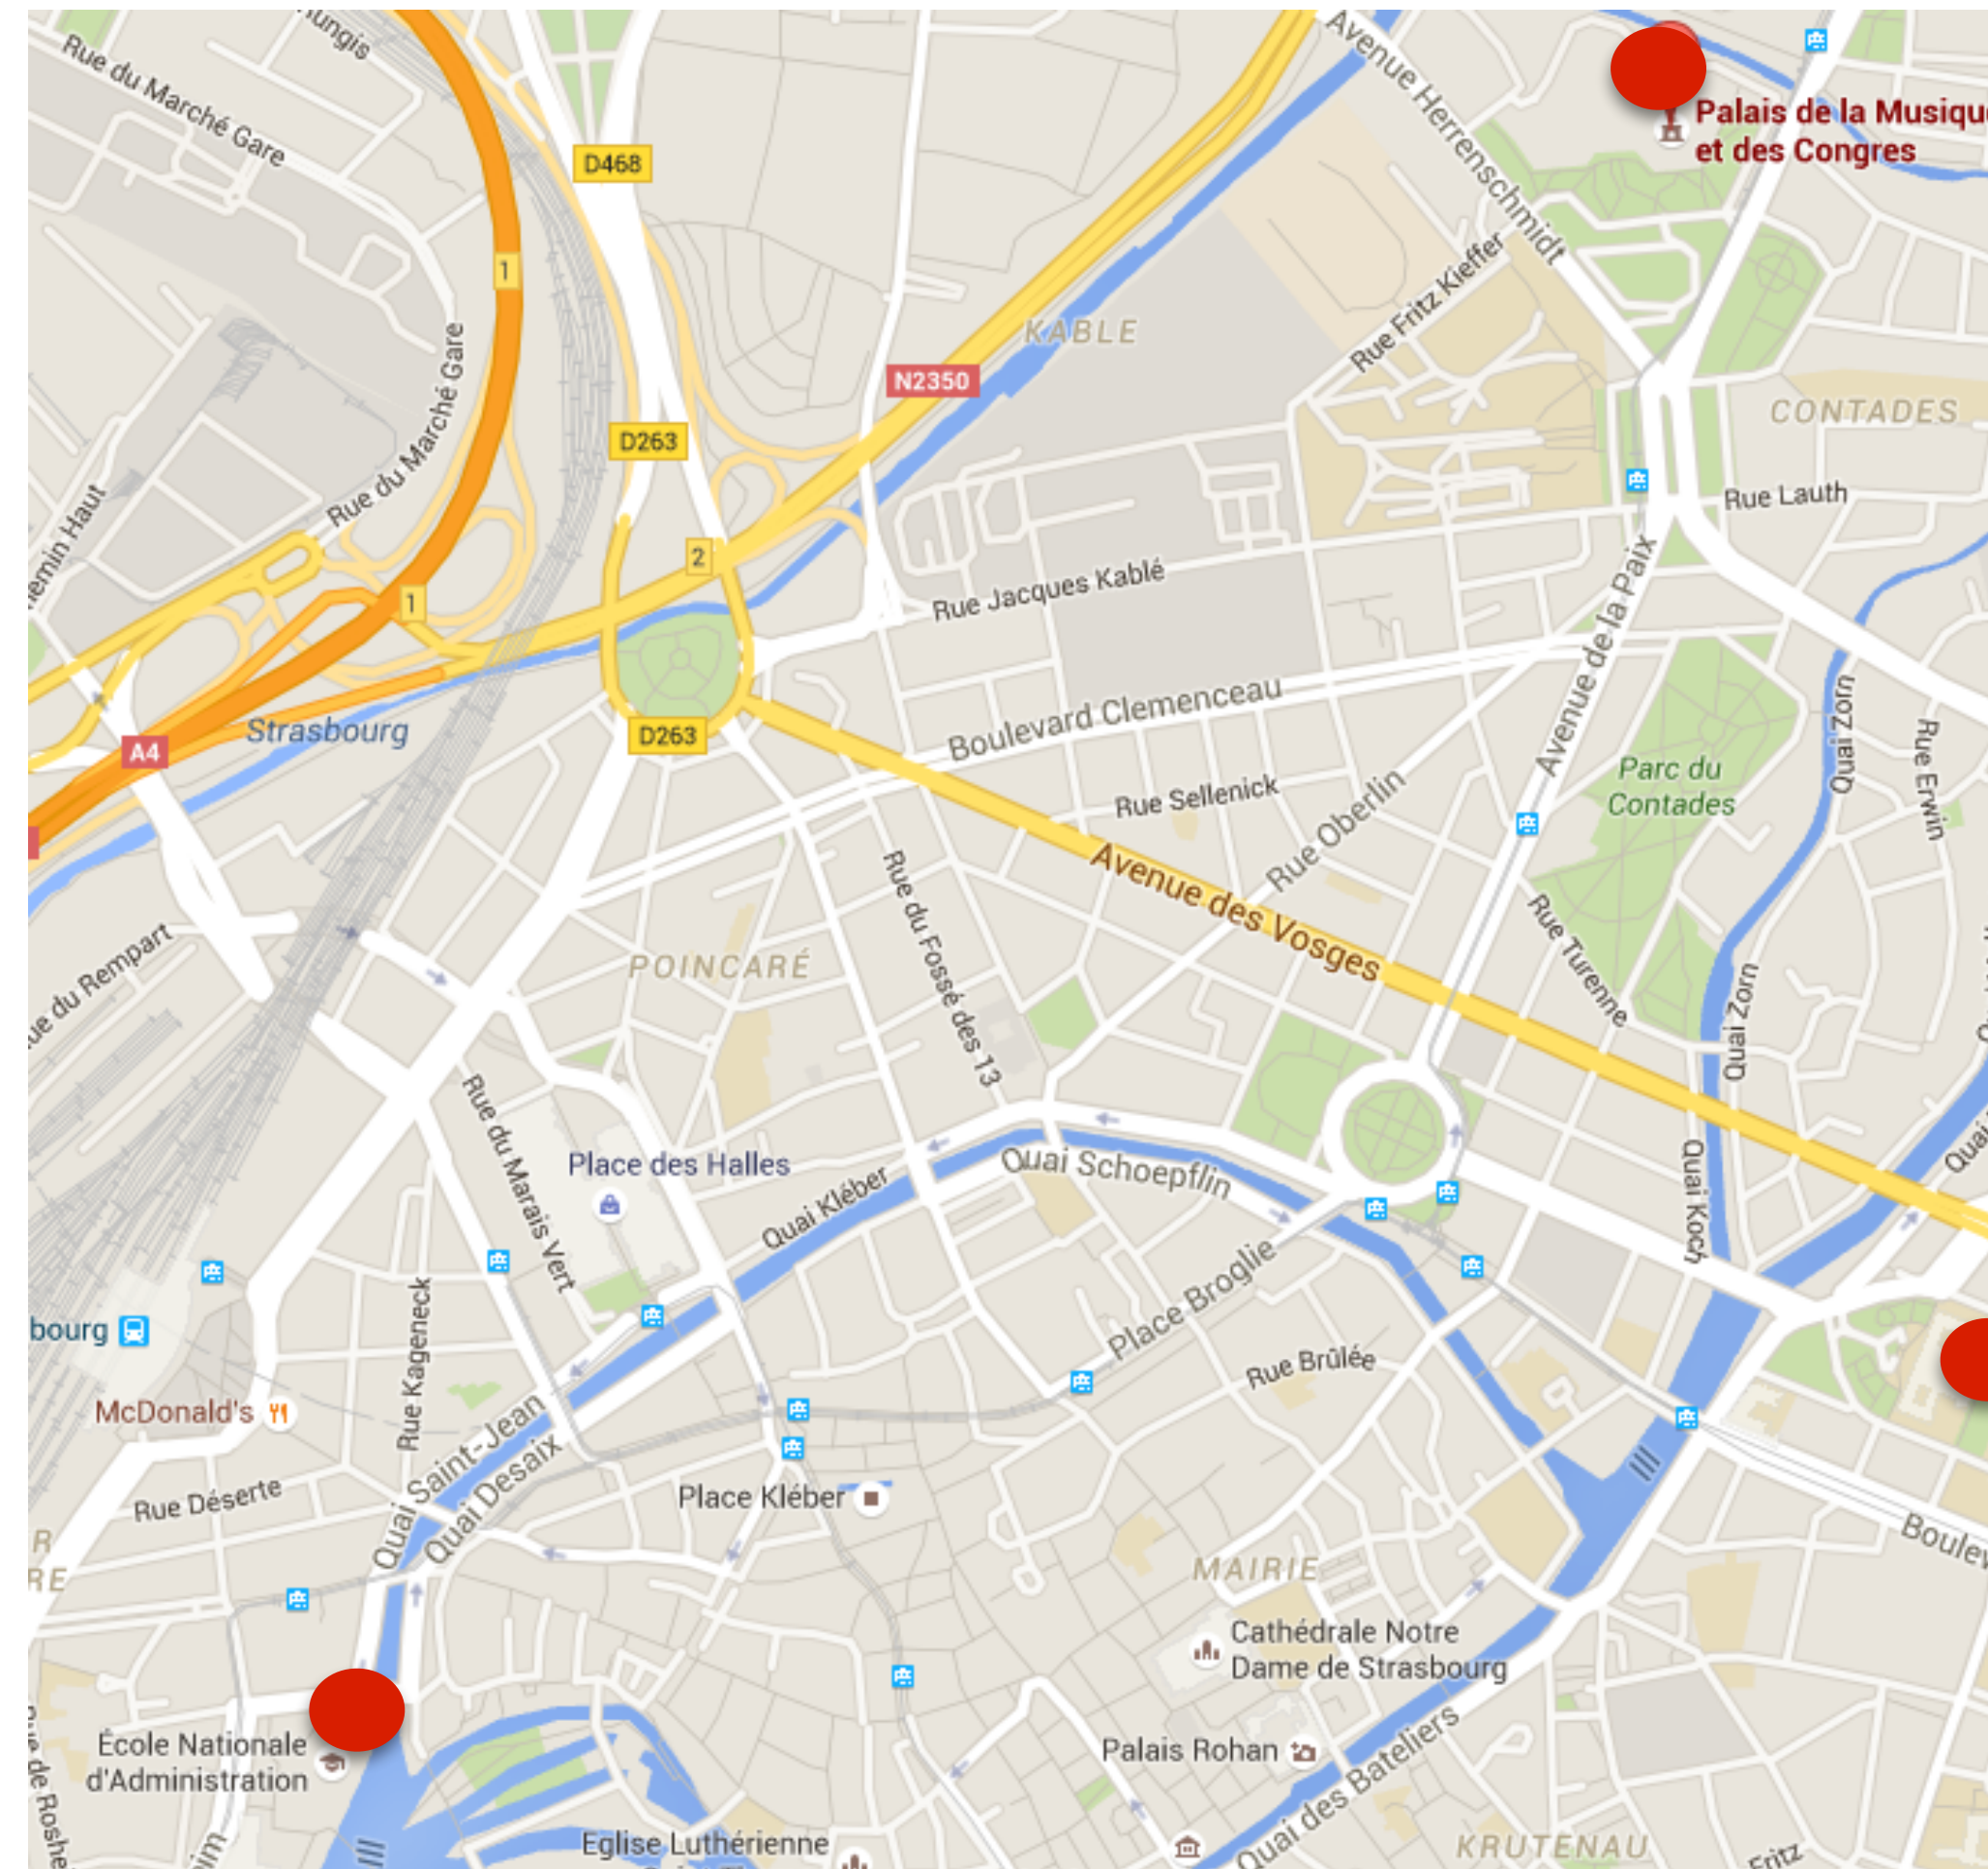 Rue du Marché Gare
Avenue Herrenschmidt
Palais de la Musiqu
et des Congres
D468
1
Rue Fritz Kieffer
KABLE
N2350
CONTADES
Rue du Marché Gare
D263
Rue Lauth
2
1
Rue Jacques Kablé
Avenue de la Paix
Strasbourg
A4
D263
Boulevard Clemenceau
Quai Zorn
Rue Erwin
Parc du
Contades
Rue Sellenick
Rue Oberlin
Avenue des Vosges
Rue du Fossé des 13
Rue Turenne
POINCARÉ
Quai Zorn
Rue du Marais Vert
Place des Halles
Quai Kléber
Quai Schoepflin
Quai Koch
Quai
Place Broglie
Rue Kageneck
bourg
Rue Brûlée
McDonald's
Quai Saint-Jean
Quai Desaix
Rue Déserte
Place Kléber
Boulev
R
RE
MAIRIE
Cathédrale Notre
Dame de Strasbourg
École Nationale
d'Administration
Palais Rohan
Quai des Bateliers
Eglise Luthérienne
KRUTENAU
Fritz